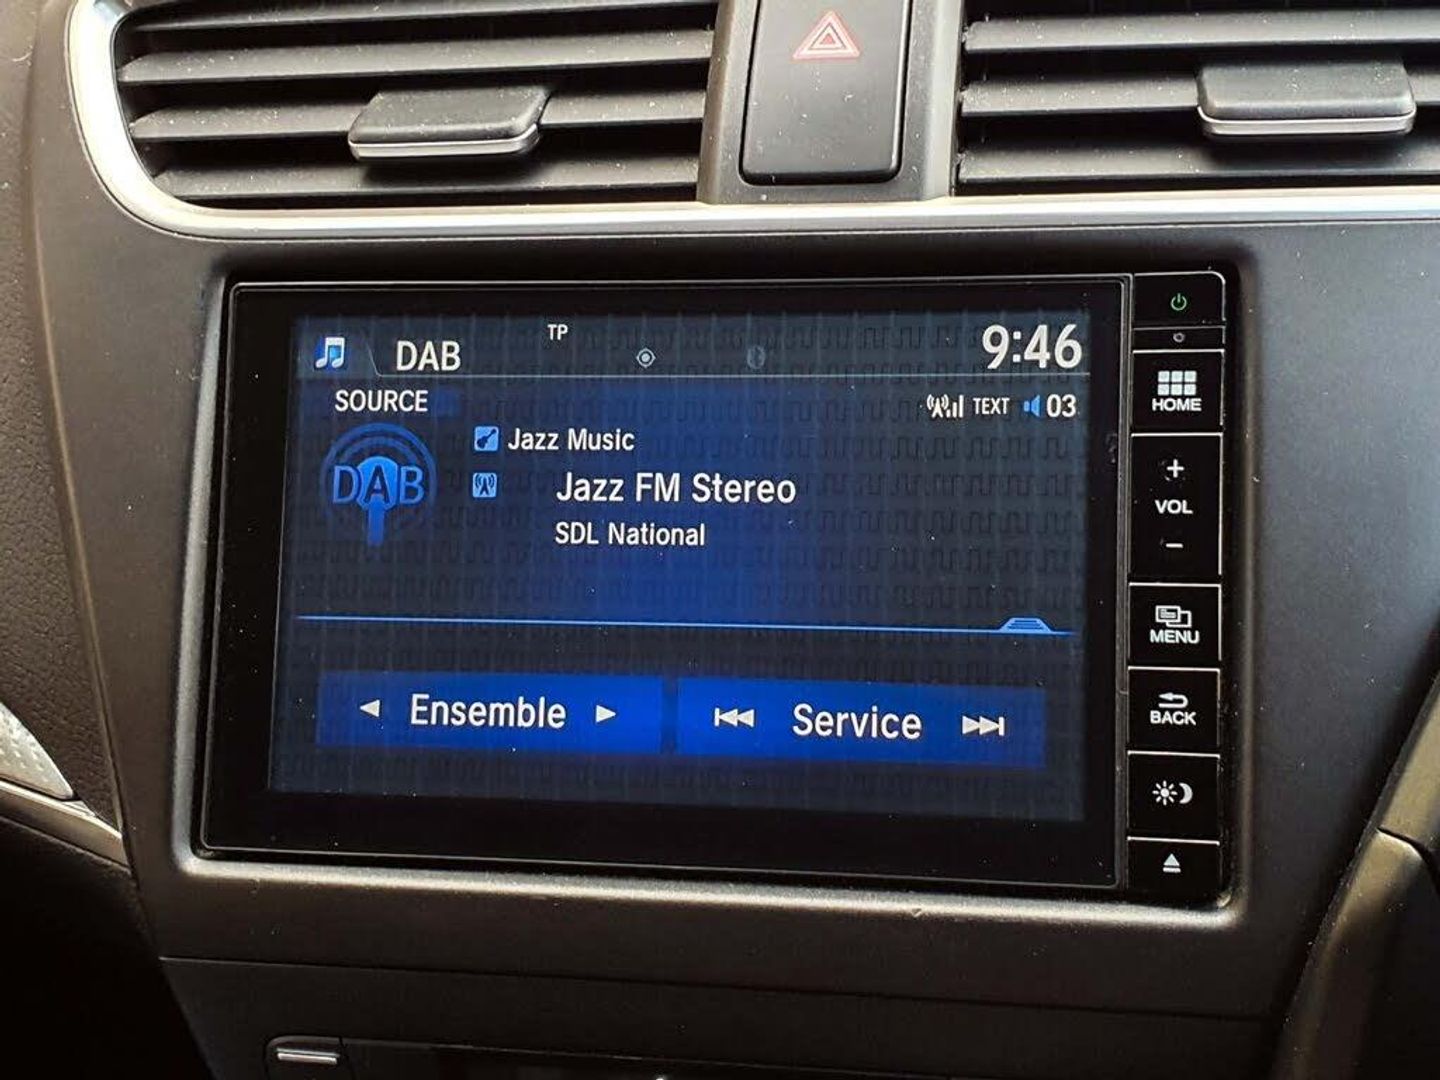 DAB TP 9:46
SOURCE TEXT 03
DAB
Jazz Music
Jazz FM Stereo
SDL National
Ensemble
Service
HOME
+
VOL
-
MENU
BACK